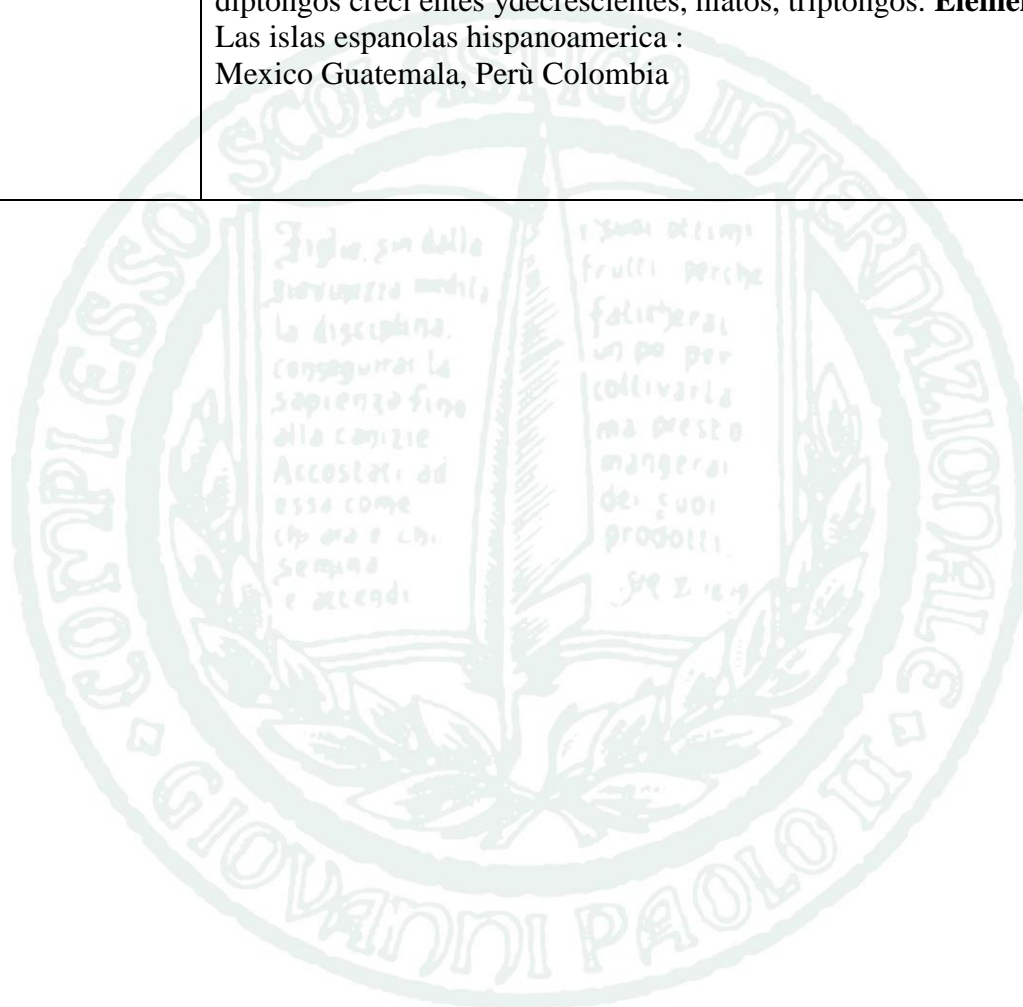 diptongos creci entes ydecrescientes, hiatos, triptongos. Eleme
Las islas espanolas hispanoamerica :
Mexico Guatemala, Perù Colombia
COMPLESSO SCOLASTICO INTERNAZIONALE
GIOVANNI PAOLO II
Figlio, sin dalla
giovinezza medita
la disciplina,
conseguirai la
sapienza fino
alla canizie
Accostati ad
essa come
chi ara e chi
semina
e attendi
i suoi ottimi
frutti perche
faticherai
un po per
coltivarla
ma presto
mangerai
dei suoi
prodotti.